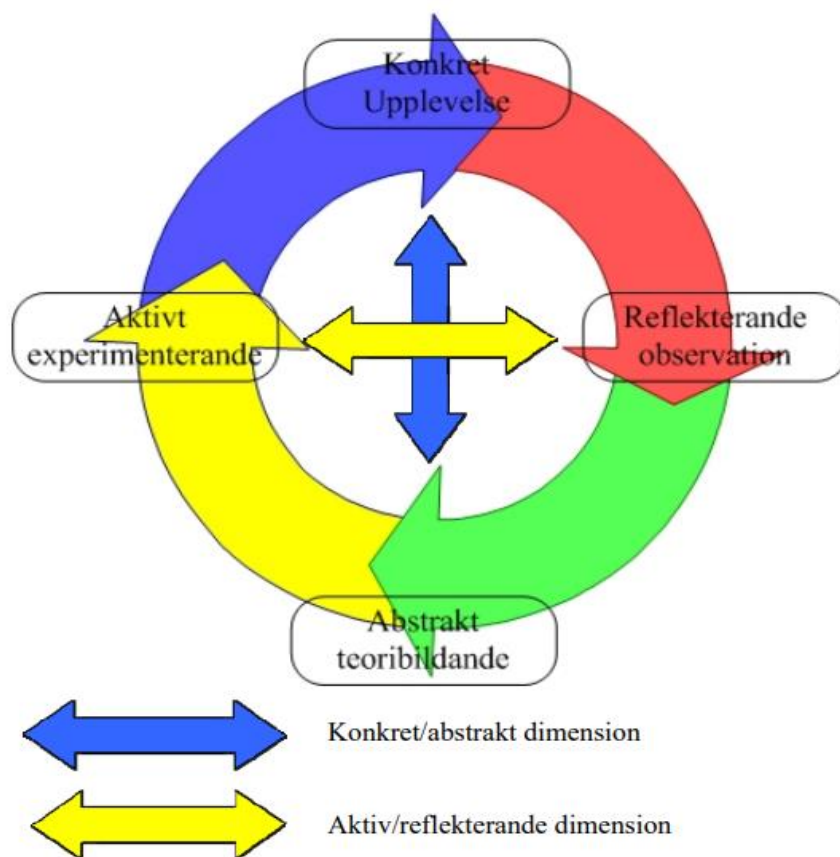 Konkret
Upplevelse
Aktivt
experimenterande
Reflekterande
observation
Abstrakt
teoribildande
Konkret/abstrakt dimension
Aktiv/reflekterande dimension